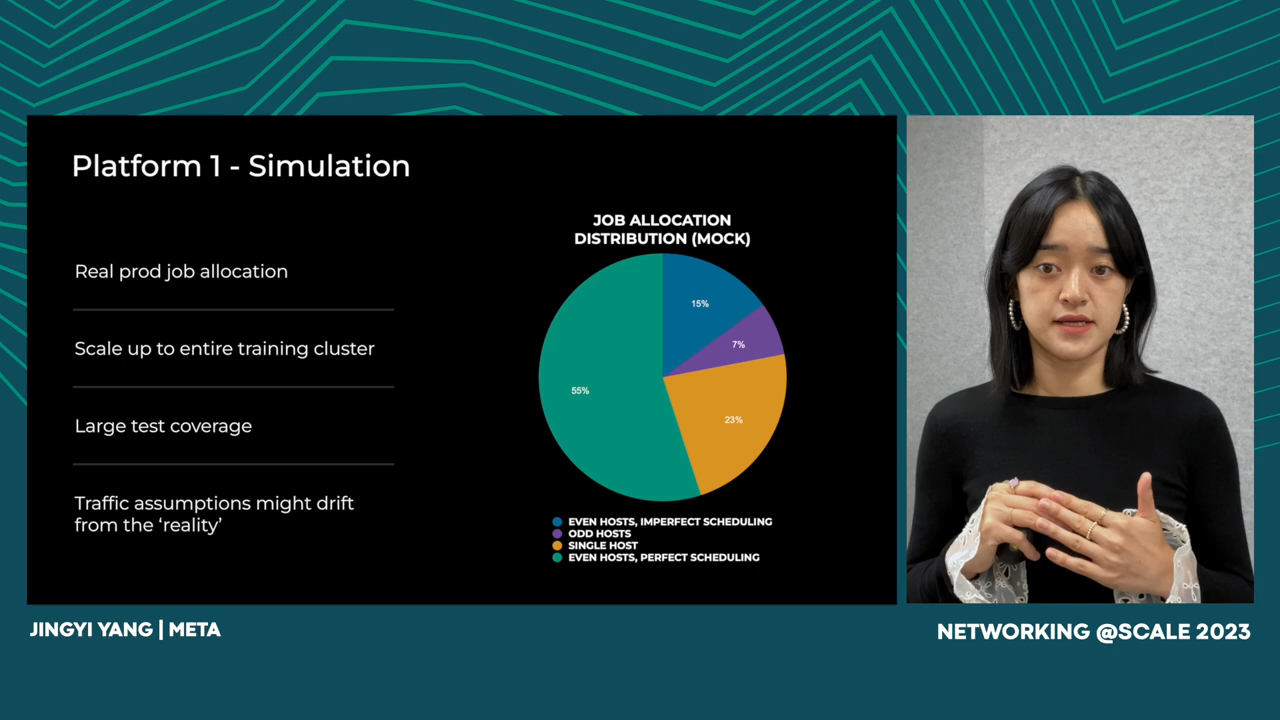 Platform 1 - Simulation
Real prod job allocation
Scale up to entire training cluster
Large test coverage
Traffic assumptions might drift
from the ‘reality’
JOB ALLOCATION
DISTRIBUTION (MOCK)
15%
7%
23%
55%
EVEN HOSTS, IMPERFECT SCHEDULING
ODD HOSTS
SINGLE HOST
EVEN HOSTS, PERFECT SCHEDULING
JINGYI YANG | META
NETWORKING @SCALE 2023